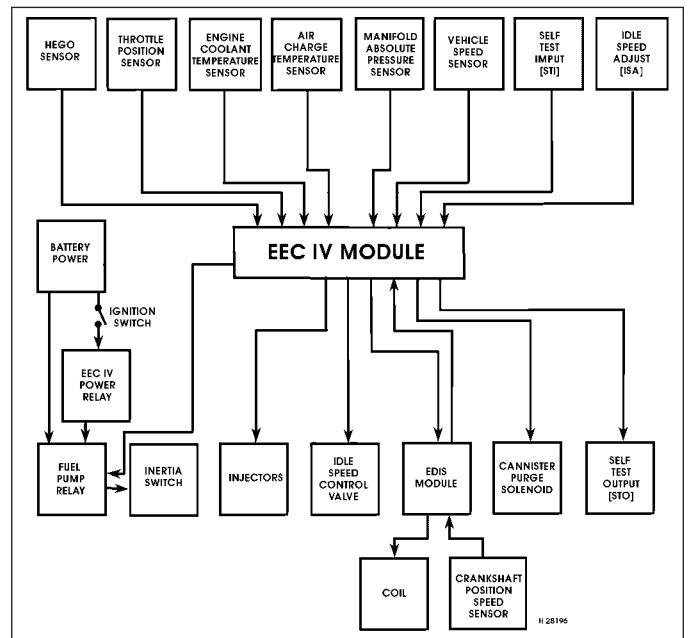 HEGO
SENSOR
THROTTLE
POSITION
SENSOR
ENGINE
COOLANT
TEMPERATURE
SENSOR
AIR
CHARGE
TEMPERATURE
SENSOR
MANIFOLD
ABSOLUTE
PRESSURE
SENSOR
VEHICLE
SPEED
SENSOR
SELF
TEST
IMPUT
[STI]
IDLE
SPEED
ADJUST
[ISA]
EEC IV MODULE
BATTERY
POWER
IGNITION
SWITCH
EEC IV
POWER
RELAY
FUEL
PUMP
RELAY
INERTIA
SWITCH
INJECTORS
IDLE
SPEED
CONTROL
VALVE
EDIS
MODULE
CANNISTER
PURGE
SOLENOID
SELF
TEST
OUTPUT
[STO]
COIL
CRANKSHAFT
POSITION
SPEED
SENSOR
H 28196